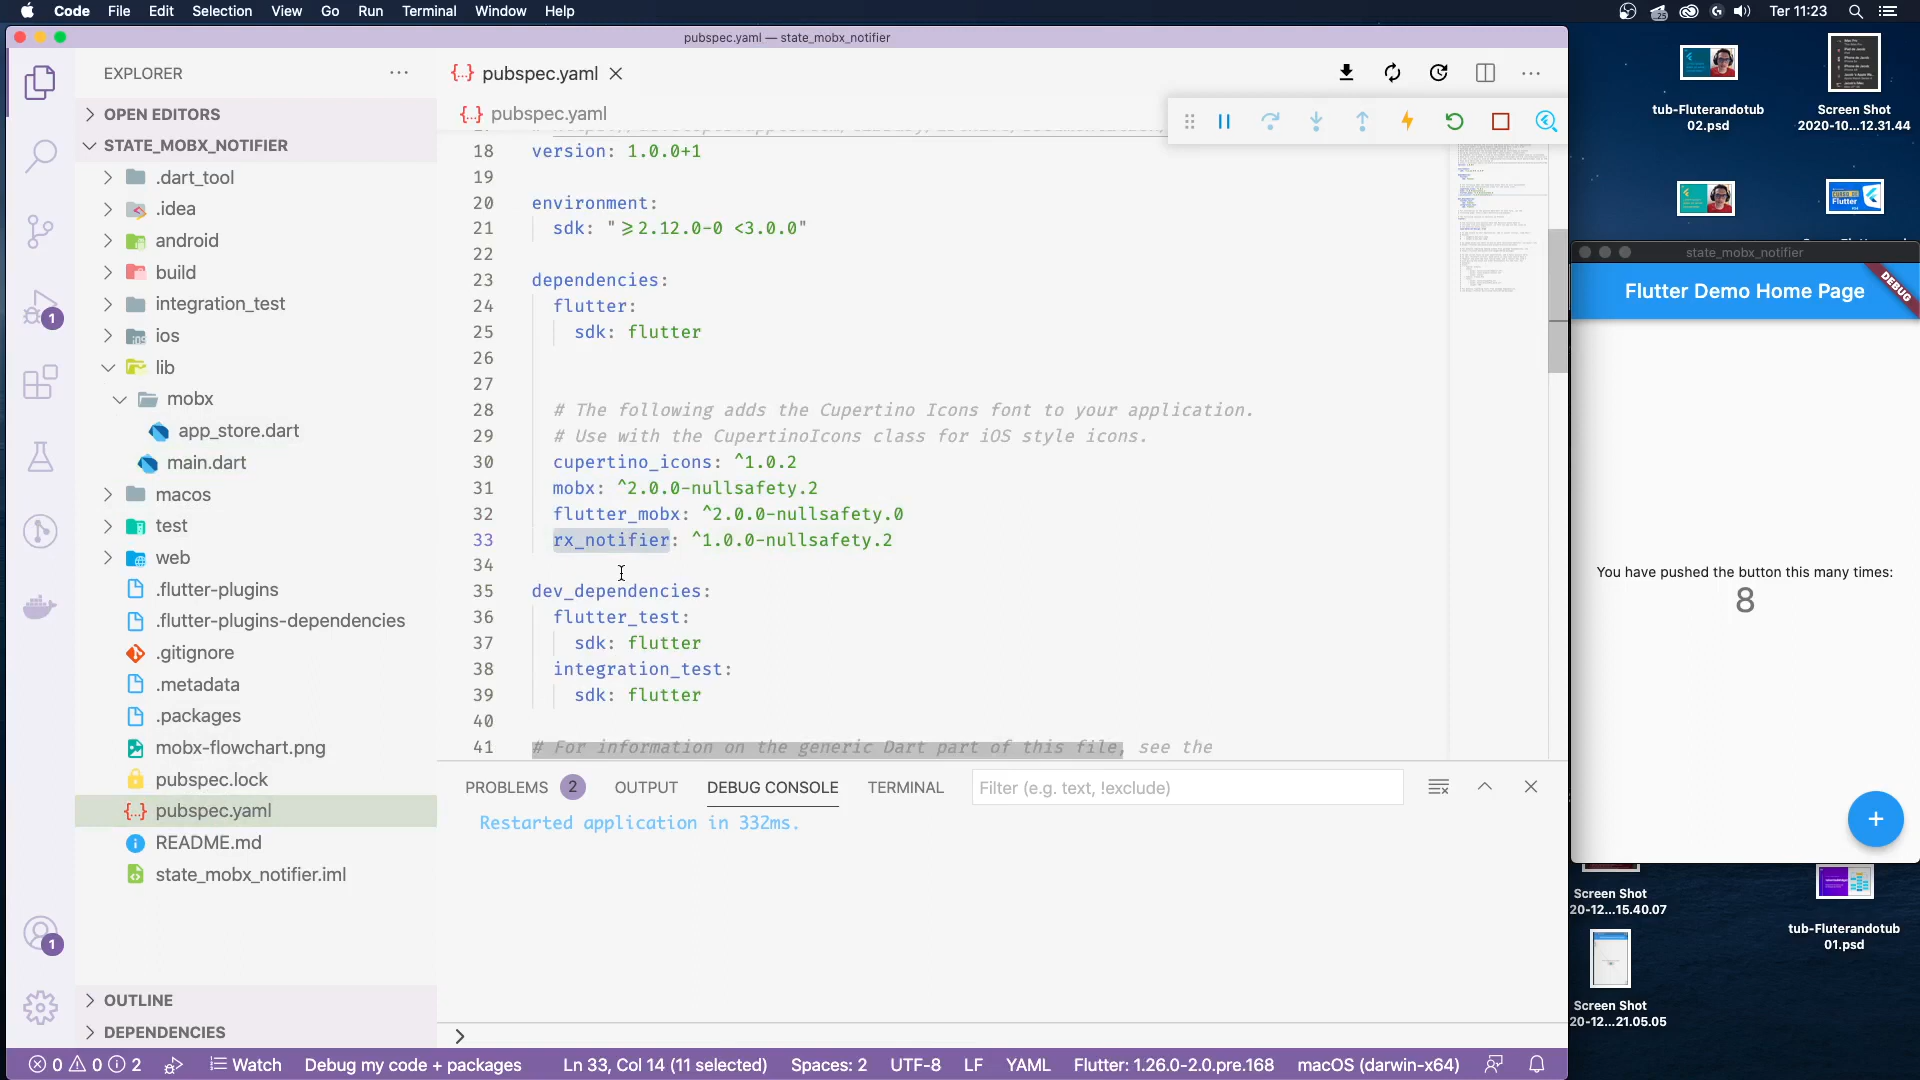 Code File Edit Selection View Go Run Terminal Window Help
25
Ter 11:23
pubspec.yaml — state_mobx_notifier
EXPLORER
OPEN EDITORS
STATE_MOBX_NOTIFIER
.dart_tool
.idea
android
build
integration_test
ios
lib
mobx
app_store.dart
main.dart
macos
test
web
.flutter-plugins
.flutter-plugins-dependencies
.gitignore
.metadata
.packages
mobx-flowchart.png
pubspec.lock
pubspec.yaml
README.md
state_mobx_notifier.iml
OUTLINE
DEPENDENCIES
1
1
{..} pubspec.yaml
{..} pubspec.yaml
18 version: 1.0.0+1
19
20 environment:
21 sdk: ">=2.12.0-0 <3.0.0"
22
23 dependencies:
24 flutter:
25 sdk: flutter
26
27
28 # The following adds the Cupertino Icons font to your application.
29 # Use with the CupertinoIcons class for iOS style icons.
30 cupertino_icons: ^1.0.2
31 mobx: ^2.0.0-nullsafety.2
32 flutter_mobx: ^2.0.0-nullsafety.0
33 rx_notifier: ^1.0.0-nullsafety.2
34
35 dev_dependencies:
36 flutter_test:
37 sdk: flutter
38 integration_test:
39 sdk: flutter
40
41 # For information on the generic Dart part of this file, see the
PROBLEMS 2 OUTPUT DEBUG CONSOLE TERMINAL Filter (e.g. text, !exclude)
Restarted application in 332ms.
0 0 2 Watch Debug my code + packages Ln 33, Col 14 (11 selected) Spaces: 2 UTF-8 LF YAML Flutter: 1.26.0-2.0.pre.168 macOS (darwin-x64)
tub-Fluterandotub
02.psd
Screen Shot
2020-10...12.31.44
state_mobx_notifier
Flutter Demo Home Page
DEBUG
You have pushed the button this many times:
8
+
Screen Shot
20-12...15.40.07
tub-Fluterandotub
01.psd
Screen Shot
20-12...21.05.05